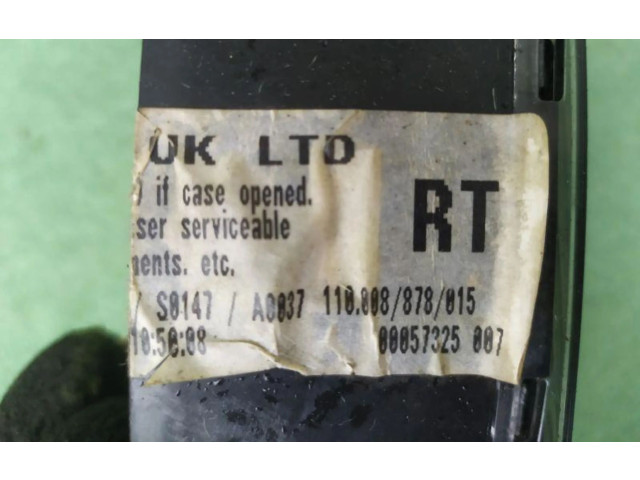 UK LTD
if case opened.
ser serviceable
ments. etc.
RT
/ S0147 / A0037 110.008/878/015
10:50:08 00057325 007